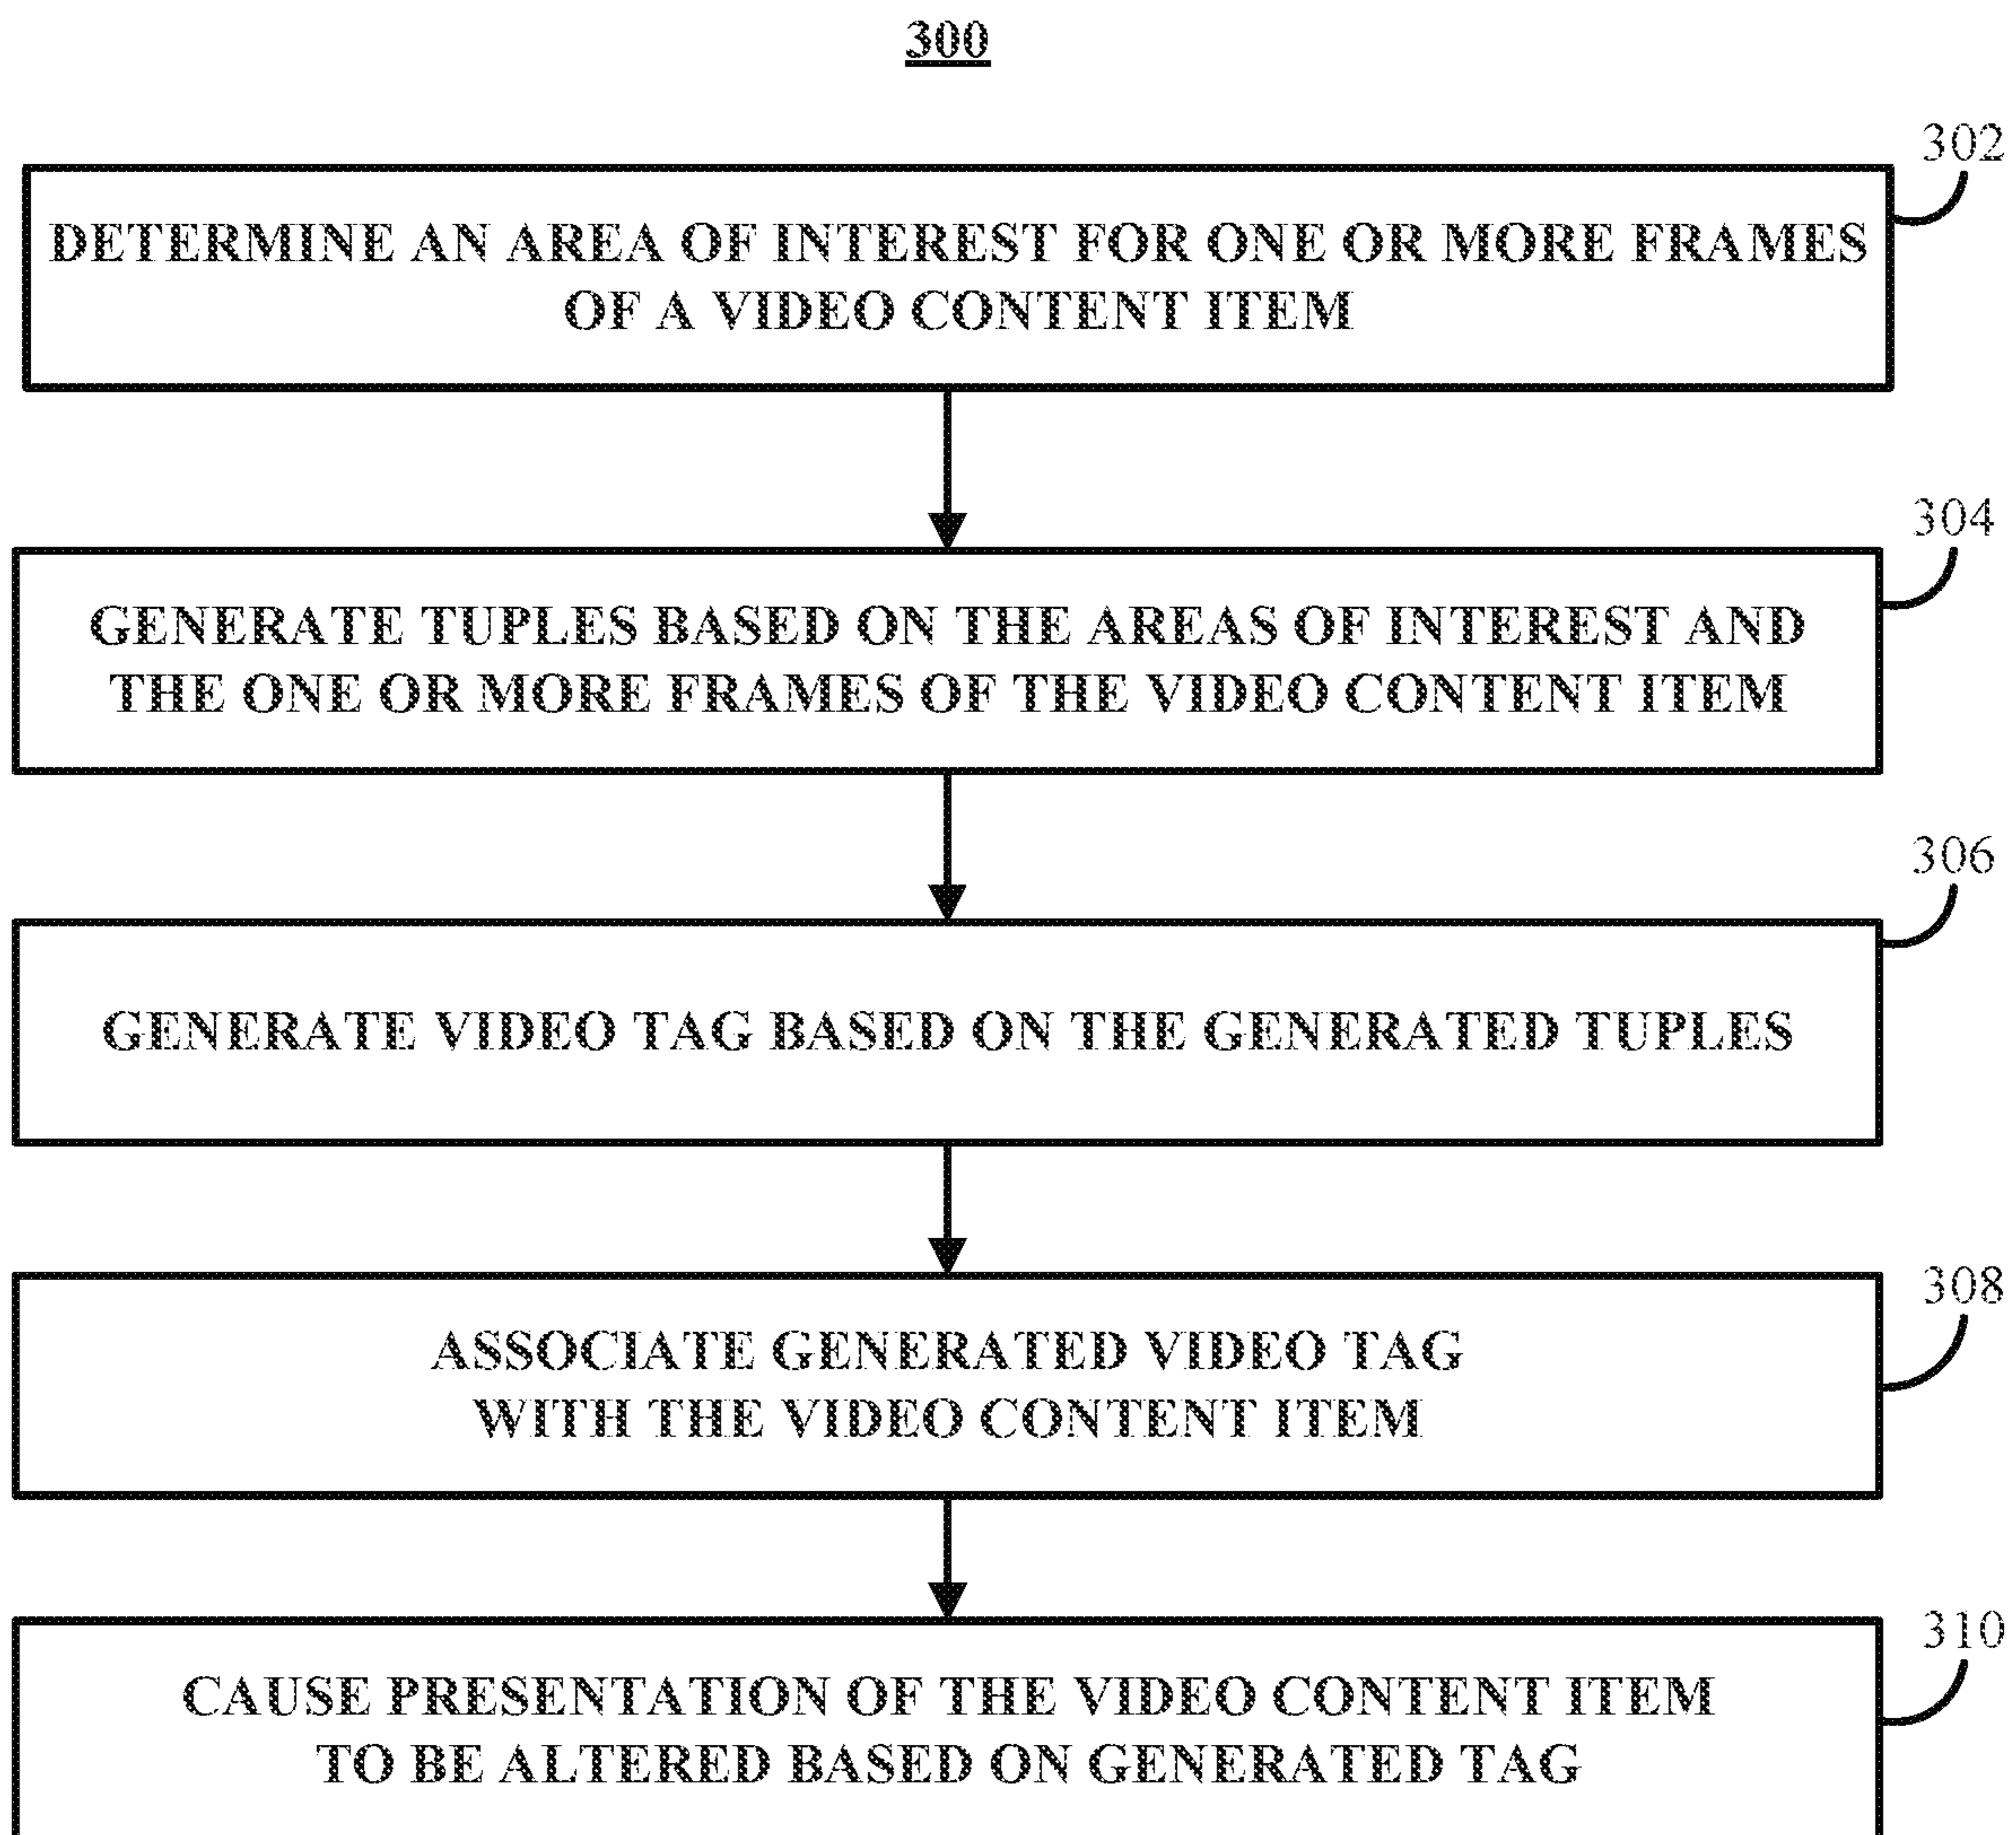 300
302
DETERMINE AN AREA OF INTEREST FOR ONE OR MORE FRAMES
OF A VIDEO CONTENT ITEM
304
GENERATE TUPLES BASED ON THE AREAS OF INTEREST AND
THE ONE OR MORE FRAMES OF THE VIDEO CONTENT ITEM
306
GENERATE VIDEO TAG BASED ON THE GENERATED TUPLES
308
ASSOCIATE GENERATED VIDEO TAG
WITH THE VIDEO CONTENT ITEM
310
CAUSE PRESENTATION OF THE VIDEO CONTENT ITEM
TO BE ALTERED BASED ON GENERATED TAG